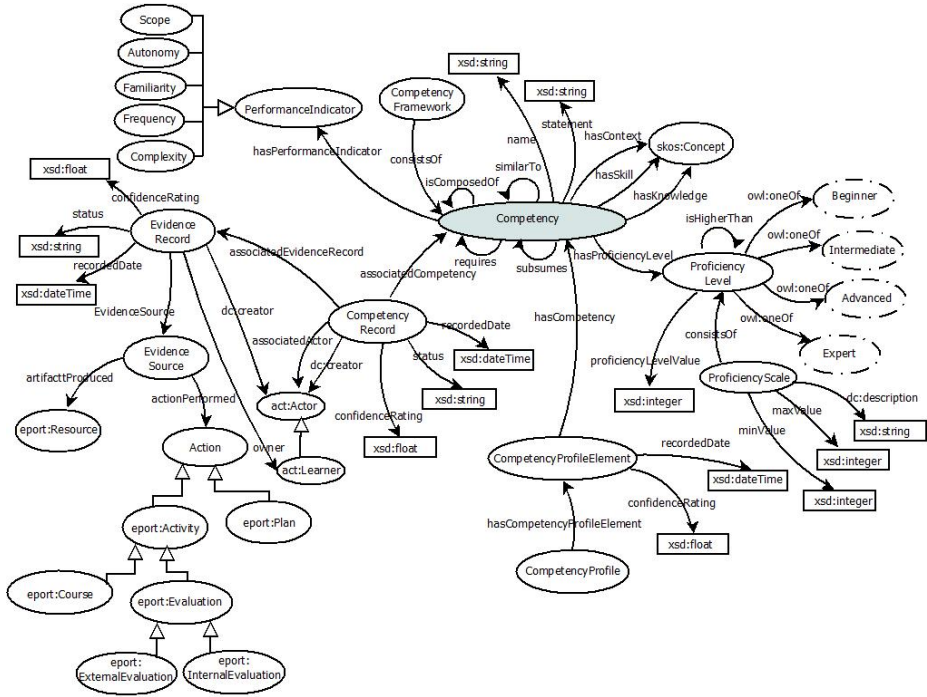 Scope
Autonomy
Familiarity
Frequency
Complexity
PerformanceIndicator
hasPerformanceIndicator
Competency
Framework
consistsOf
xsd:string
name
xsd:string
statement
hasContext
skos:Concept
hasSkill
hasKnowledge
similarTo
isComposedOf
Competency
requires
subsumes
hasProficiencyLevel
isHigherThan
Proficiency
Level
owl:oneOf
Beginner
owl:oneOf
Intermediate
owl:oneOf
Advanced
owl:oneOf
Expert
proficiencyLevelValue
xsd:integer
consistsOf
ProficiencyScale
dc:description
xsd:string
maxValue
xsd:integer
minValue
xsd:integer
xsd:float
confidenceRating
status
xsd:string
recordedDate
xsd:dateTime
Evidence
Record
EvidenceSource
dc:creator
associatedEvidenceRecord
associatedCompetency
Competency
Record
associatedActor
dc:creator
recordedDate
xsd:dateTime
status
xsd:string
confidenceRating
xsd:float
Evidence
Source
artifacttProduced
eport:Resource
actionPerformed
act:Actor
owner
act:Learner
Action
eport:Plan
eport:Activity
eport:Course
eport:Evaluation
eport:
ExternalEvaluation
eport:
InternalEvaluation
hasCompetency
CompetencyProfileElement
recordedDate
xsd:dateTime
confidenceRating
xsd:float
hasCompetencyProfileElement
CompetencyProfile